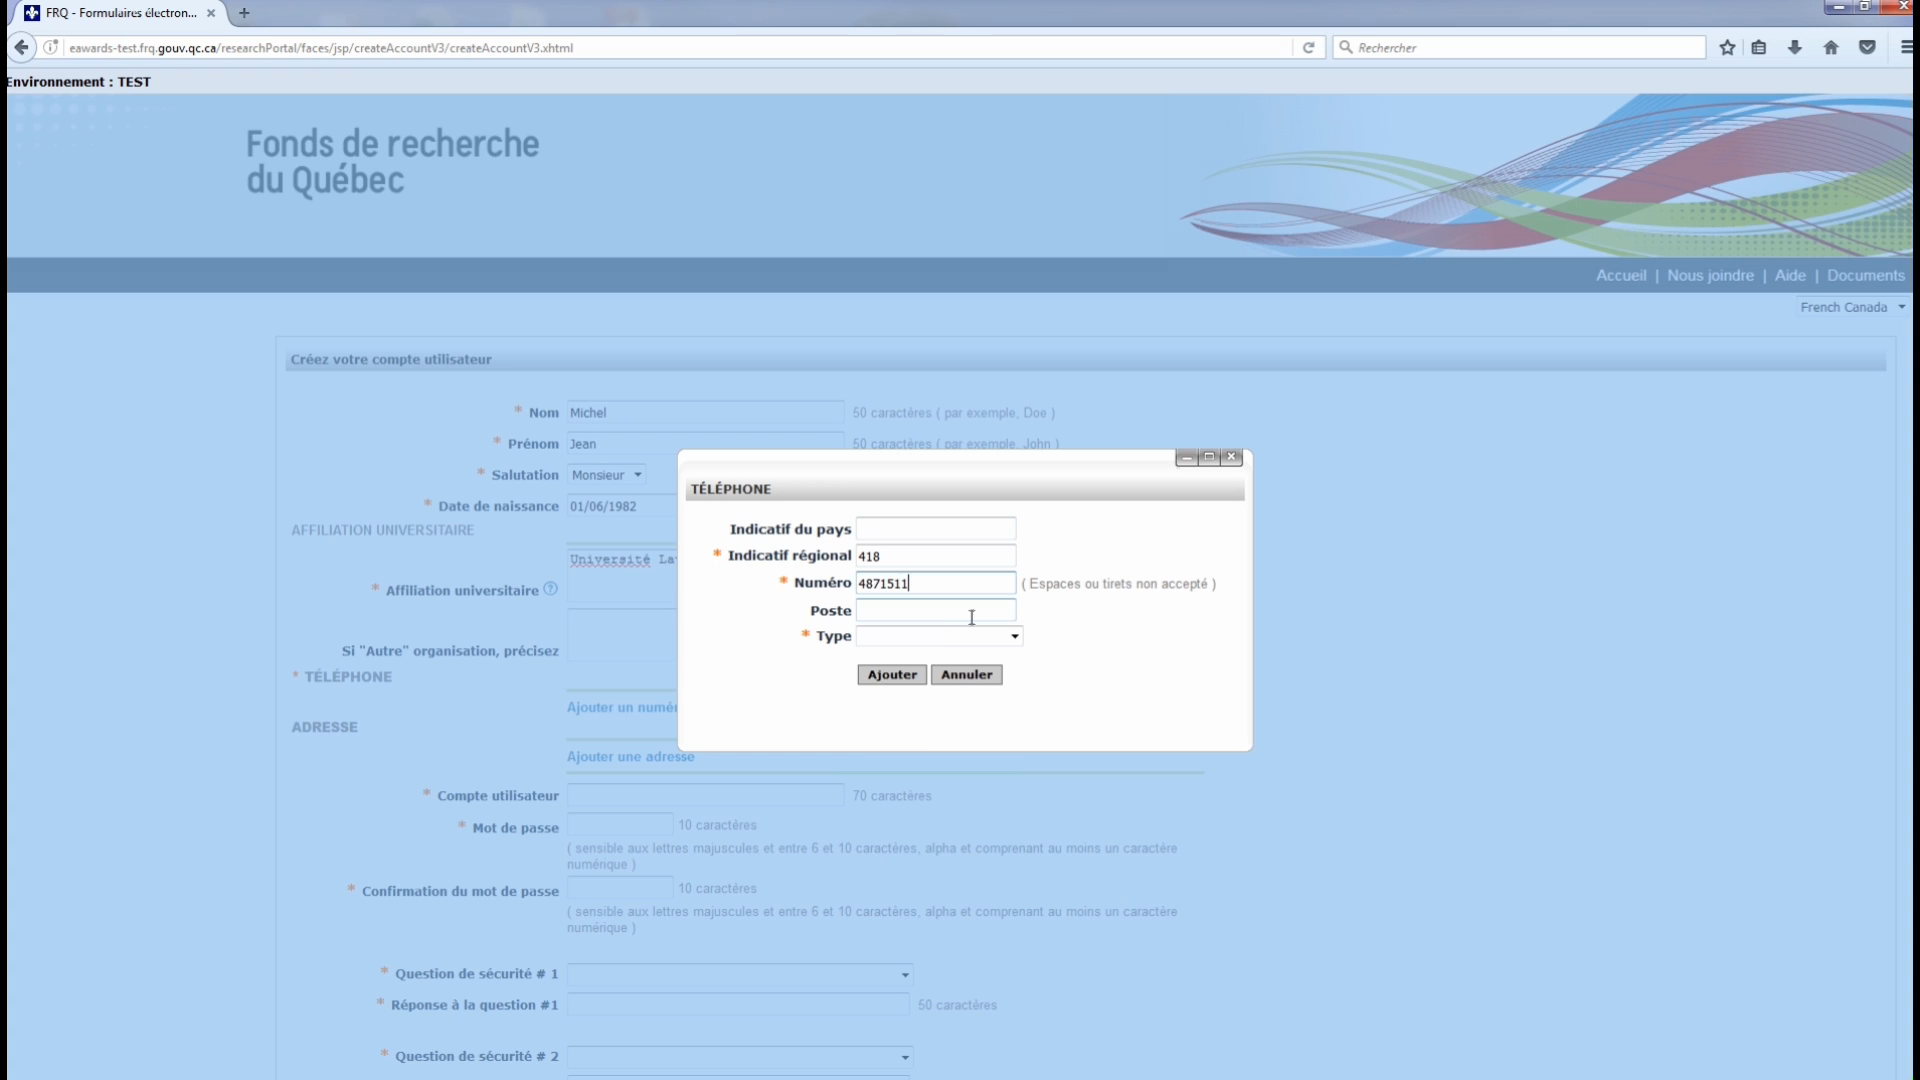 FRQ - Formulaires électron...
eawards-test.frq.gouv.qc.ca/researchPortal/faces/jsp/createAccountV3/createAccountV3.xhtml
Rechercher
Environnement : TEST
Fonds de recherche
du Québec
Accueil | Nous joindre | Aide | Documents
French Canada
Créez votre compte utilisateur
* Nom Michel 50 caractères ( par exemple, Doe )
* Prénom Jean 50 caractères ( par exemple, John )
* Salutation Monsieur
* Date de naissance 01/06/1982
AFFILIATION UNIVERSITAIRE
Université
* Affiliation universitaire
Si "Autre" organisation, précisez
* TÉLÉPHONE
Ajouter un
ADRESSE
Ajouter une adresse
TÉLÉPHONE
Indicatif du pays
* Indicatif régional 418
* Numéro 4871511 ( Espaces ou tirets non accepté )
Poste
* Type
Ajouter Annuler
* Compte utilisateur 70 caractères
* Mot de passe 10 caractères
( sensible aux lettres majuscules et entre 6 et 10 caractères, alpha et comprenant au moins un caractère
numérique )
* Confirmation du mot de passe 10 caractères
( sensible aux lettres majuscules et entre 6 et 10 caractères, alpha et comprenant au moins un caractère
numérique )
* Question de sécurité # 1
* Réponse à la question #1 50 caractères
* Question de sécurité # 2